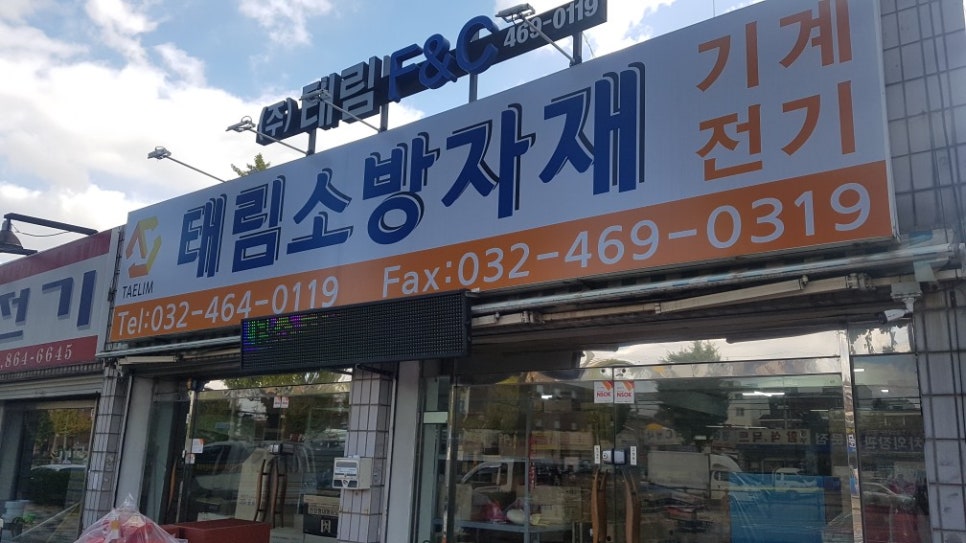 (주)태림F&C 469-0119
태림소방자재 기계 전기
TAELIM
Tel:032-464-0119 Fax:032-469-0319
전기
864-6645
NSOK NSOK